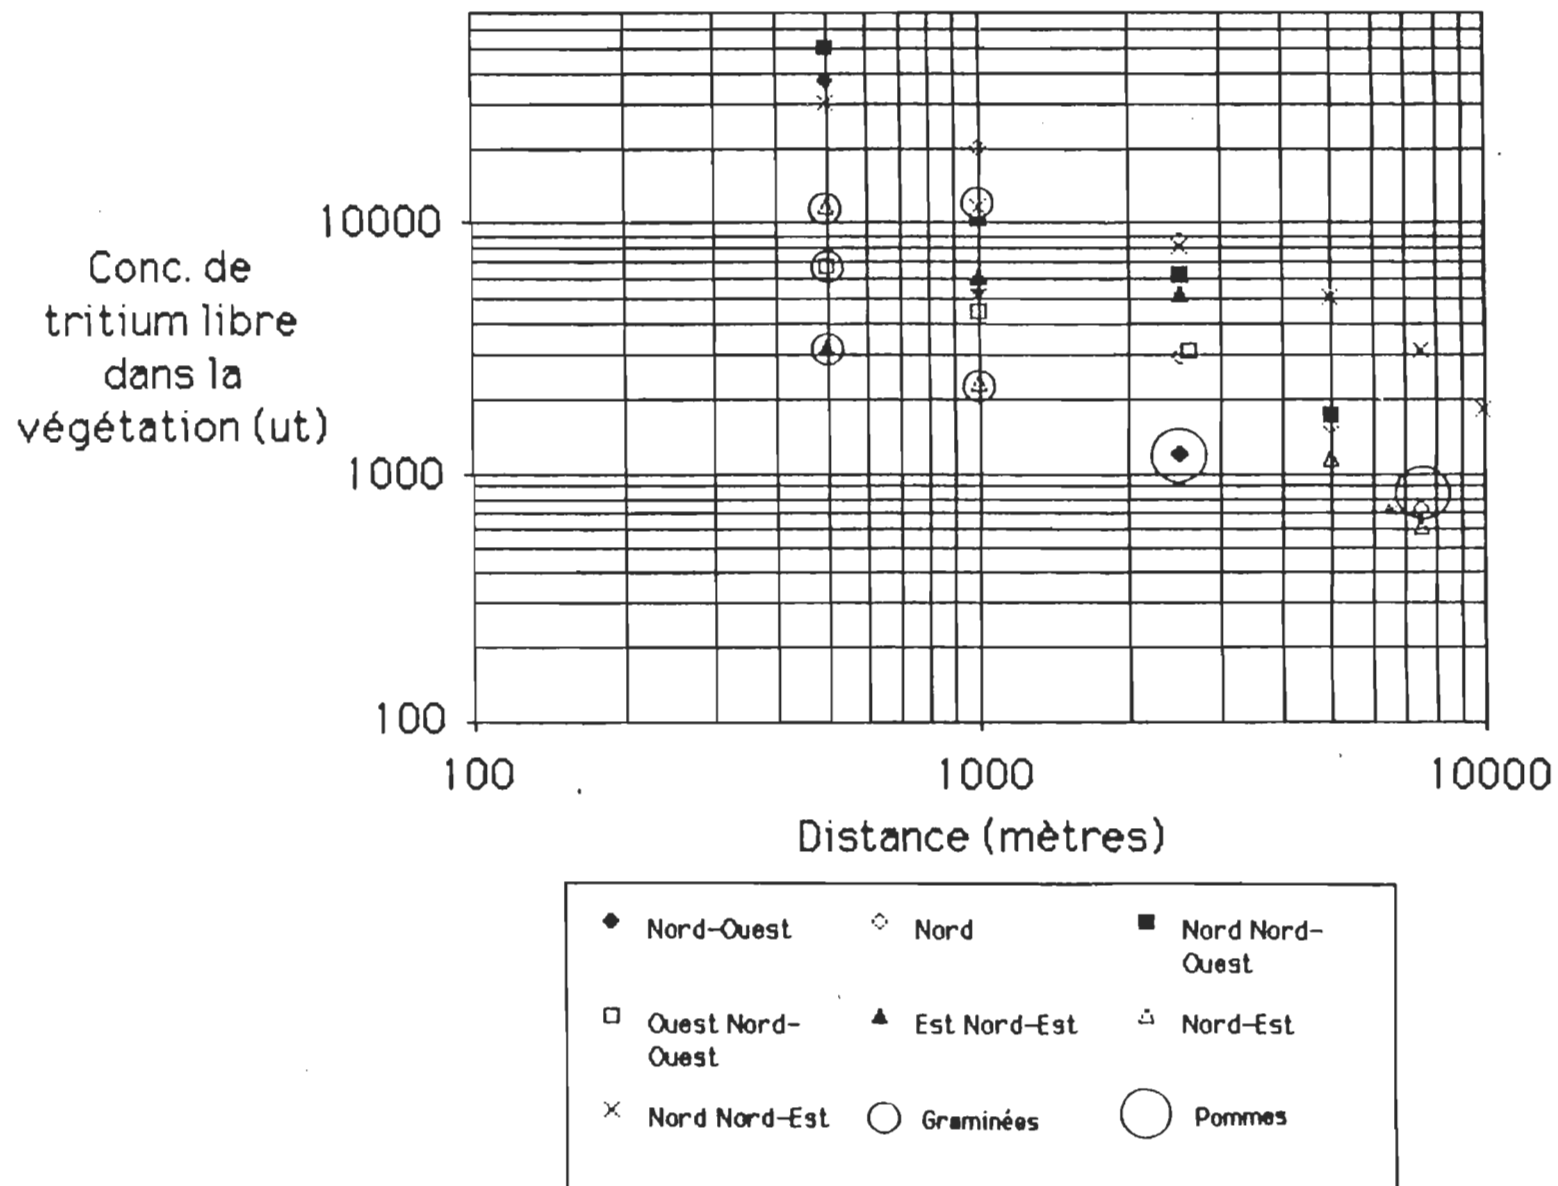 10000
Conc. de
tritium libre
dans la
végétation (ut)
1000
100
100
1000
10000
Distance (mètres)
Nord-Ouest
Nord
Nord Nord-
Ouest
Ouest Nord-
Ouest
Est Nord-Est
Nord-Est
Nord Nord-Est
Graminées
Pommes